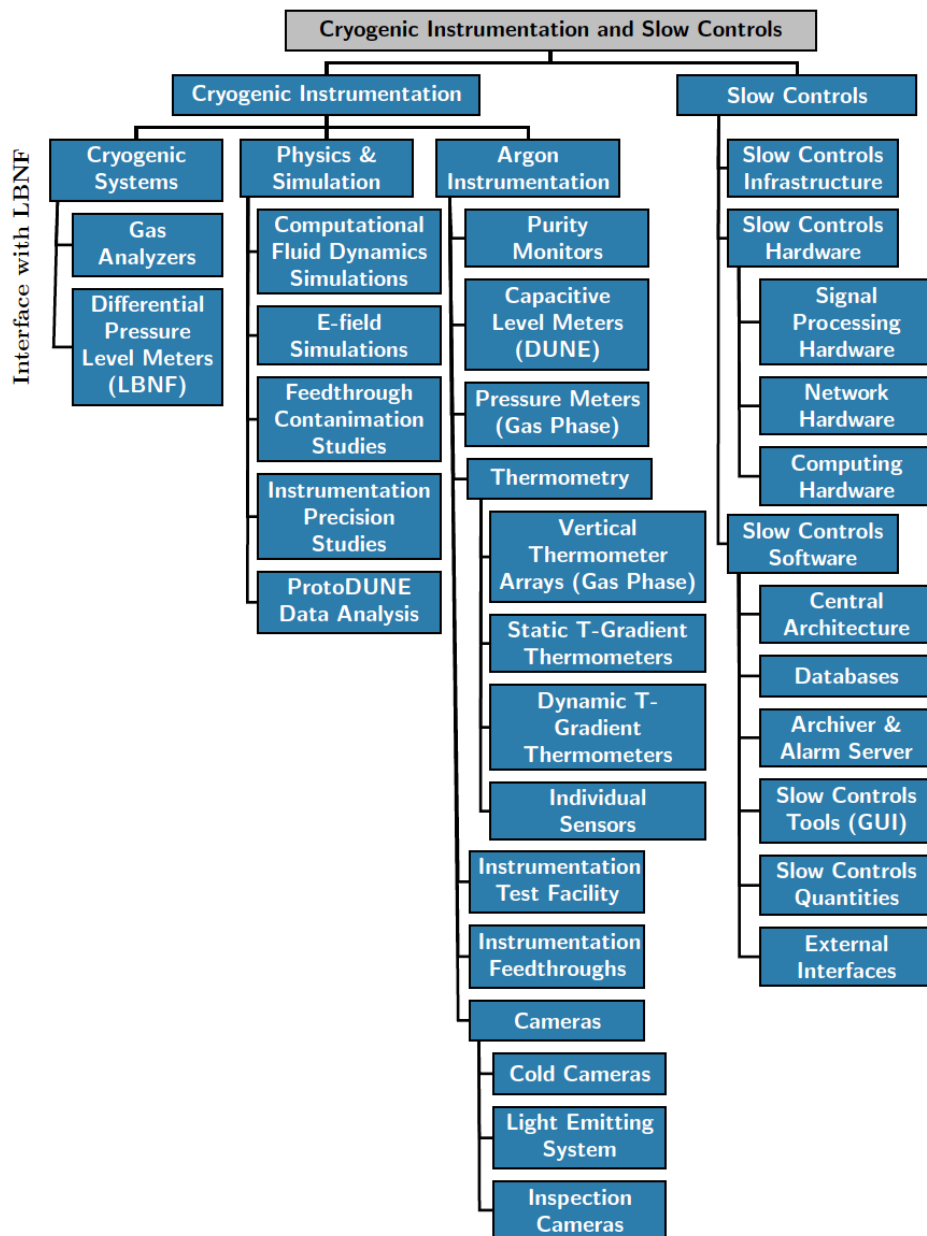 Cryogenic Instrumentation and Slow Controls
Cryogenic Instrumentation
Slow Controls
Interface with LBNF
Cryogenic
Systems
Gas
Analyzers
Differential
Pressure
Level Meters
(LBNF)
Physics &
Simulation
Computational
Fluid Dynamics
Simulations
E-field
Simulations
Feedthrough
Contanimation
Studies
Instrumentation
Precision
Studies
ProtoDUNE
Data Analysis
Argon
Instrumentation
Purity
Monitors
Capacitive
Level Meters
(DUNE)
Pressure Meters
(Gas Phase)
Thermometry
Vertical
Thermometer
Arrays (Gas Phase)
Static T-Gradient
Thermometers
Dynamic T-
Gradient
Thermometers
Individual
Sensors
Instrumentation
Test Facility
Instrumentation
Feedthroughs
Cameras
Cold Cameras
Light Emitting
System
Inspection
Cameras
Slow Controls
Infrastructure
Slow Controls
Hardware
Signal
Processing
Hardware
Network
Hardware
Computing
Hardware
Slow Controls
Software
Central
Architecture
Databases
Archiver &
Alarm Server
Slow Controls
Tools (GUI)
Slow Controls
Quantities
External
Interfaces